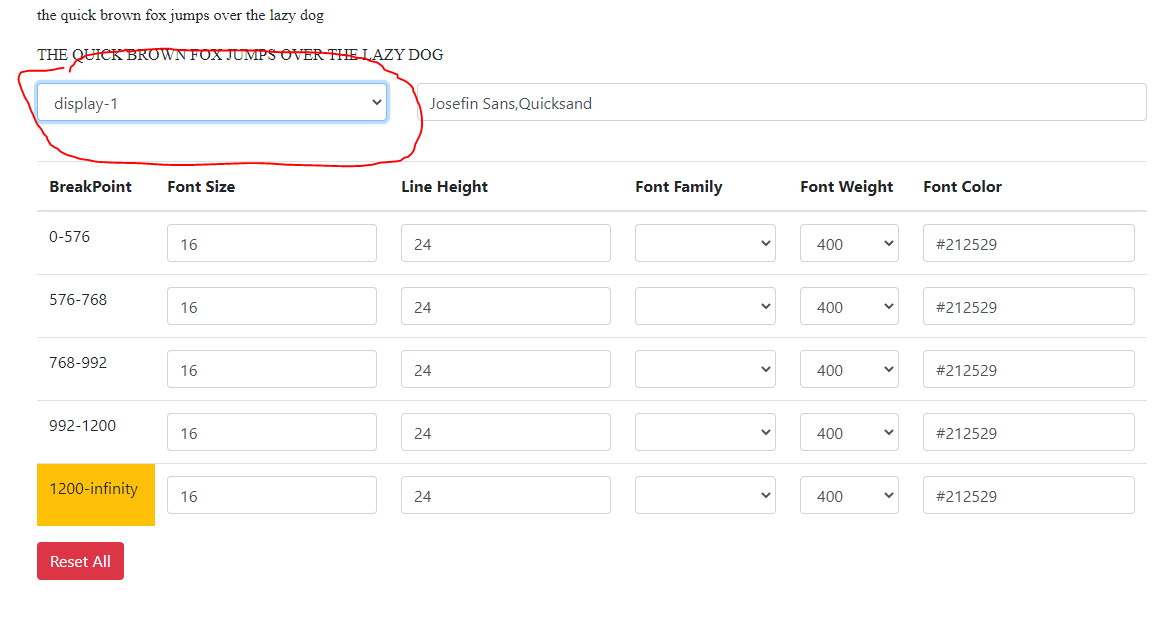 the quick brown fox jumps over the lazy dog
THE QUICK BROWN FOX JUMPS OVER THE LAZY DOG
display-1 Josefin Sans,Quicksand
BreakPoint Font Size Line Height Font Family Font Weight Font Color
0-576 16 24 400 #212529
576-768 16 24 400 #212529
768-992 16 24 400 #212529
992-1200 16 24 400 #212529
1200-infinity 16 24 400 #212529
Reset All